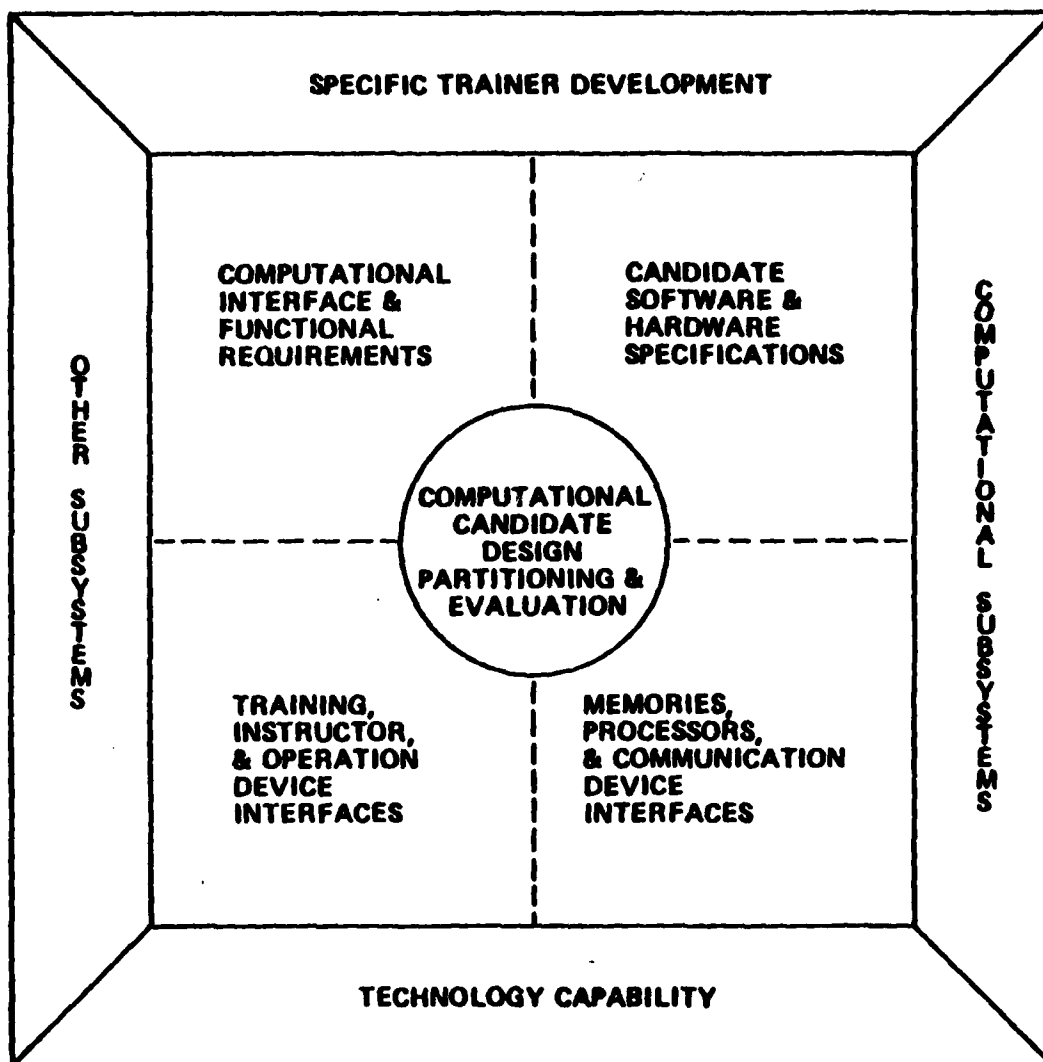 SPECIFIC TRAINER DEVELOPMENT
COMPUTATIONAL
INTERFACE &
FUNCTIONAL
REQUIREMENTS
CANDIDATE
SOFTWARE &
HARDWARE
SPECIFICATIONS
OTHER SUBSYSTEMS
COMPUTATIONAL SUBSYSTEMS
COMPUTATIONAL
CANDIDATE
DESIGN
PARTITIONING &
EVALUATION
TRAINING,
INSTRUCTOR,
& OPERATION
DEVICE
INTERFACES
MEMORIES,
PROCESSORS,
& COMMUNICATION
DEVICE
INTERFACES
TECHNOLOGY CAPABILITY